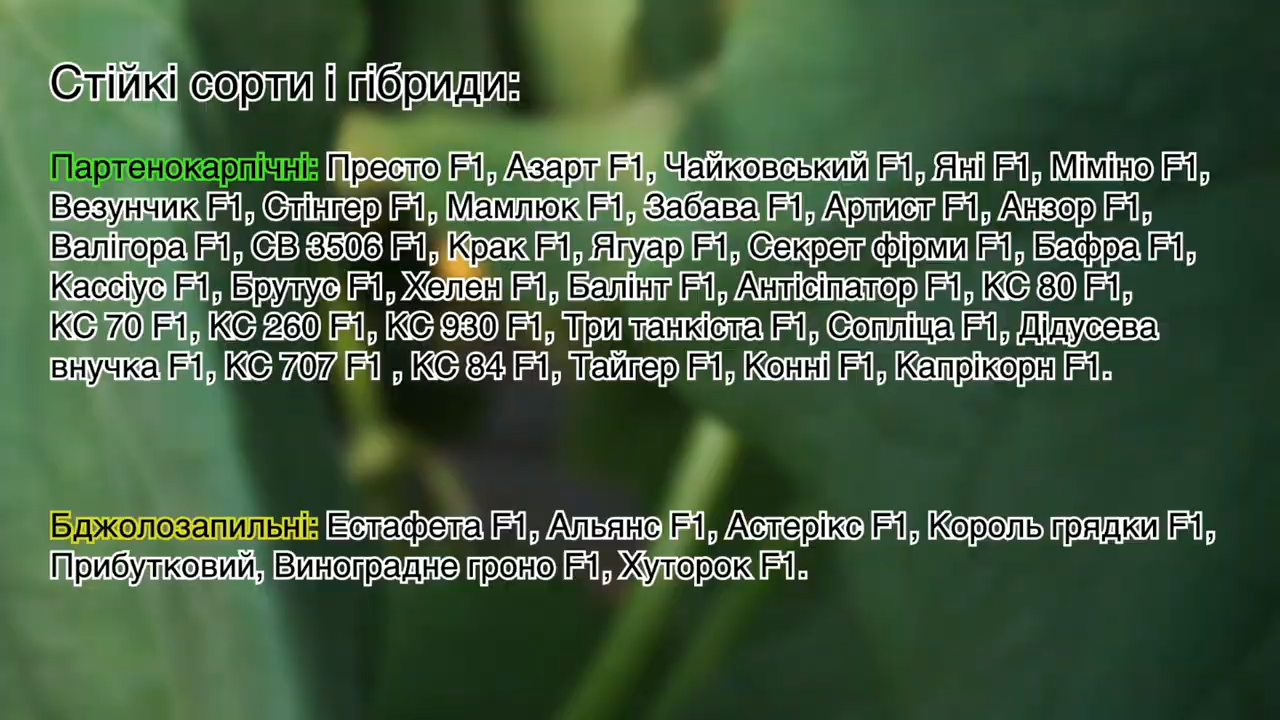 Стійкі сорти і гібриди:
Партенокарпічні: Престо F1, Азарт F1, Чайковський F1, Яні F1, Міміно F1,
Везунчик F1, Стінгер F1, Мамлюк F1, Забава F1, Артист F1, Анзор F1,
Валігора F1, СВ 3506 F1, Крак F1, Ягуар F1, Секрет фірми F1, Бафра F1,
Кассіус F1, Брутус F1, Хелен F1, Балінт F1, Антісіпатор F1, КС 80 F1,
КС 70 F1, КС 260 F1, КС 930 F1, Три танкіста F1, Сопліца F1, Дідусева
внучка F1, КС 707 F1 , КС 84 F1, Тайгер F1, Конні F1, Капрікорн F1.
Бджолозапильні: Естафета F1, Альянс F1, Астерікс F1, Король грядки F1,
Прибутковий, Виноградне гроно F1, Хуторок F1.